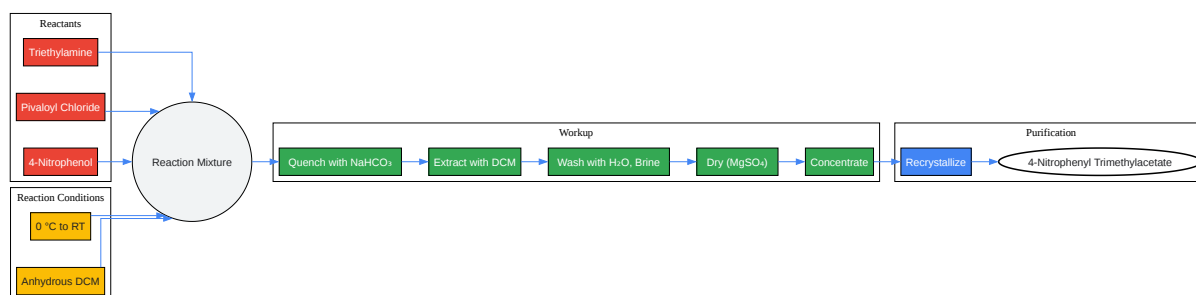 Reactants
Triethylamine
Pivaloyl Chloride
4-Nitrophenol
Reaction Conditions
0 °C to RT
Anhydrous DCM
Reaction Mixture
Workup
Quench with NaHCO₃
Extract with DCM
Wash with H₂O, Brine
Dry (MgSO₄)
Concentrate
Purification
Recrystallize
4-Nitrophenyl Trimethylacetate